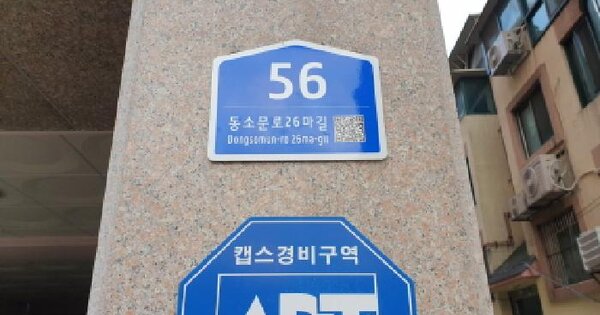 56
동소문로26마길
Dongsomun-ro 26ma-gil
캡스경비구역
ADT